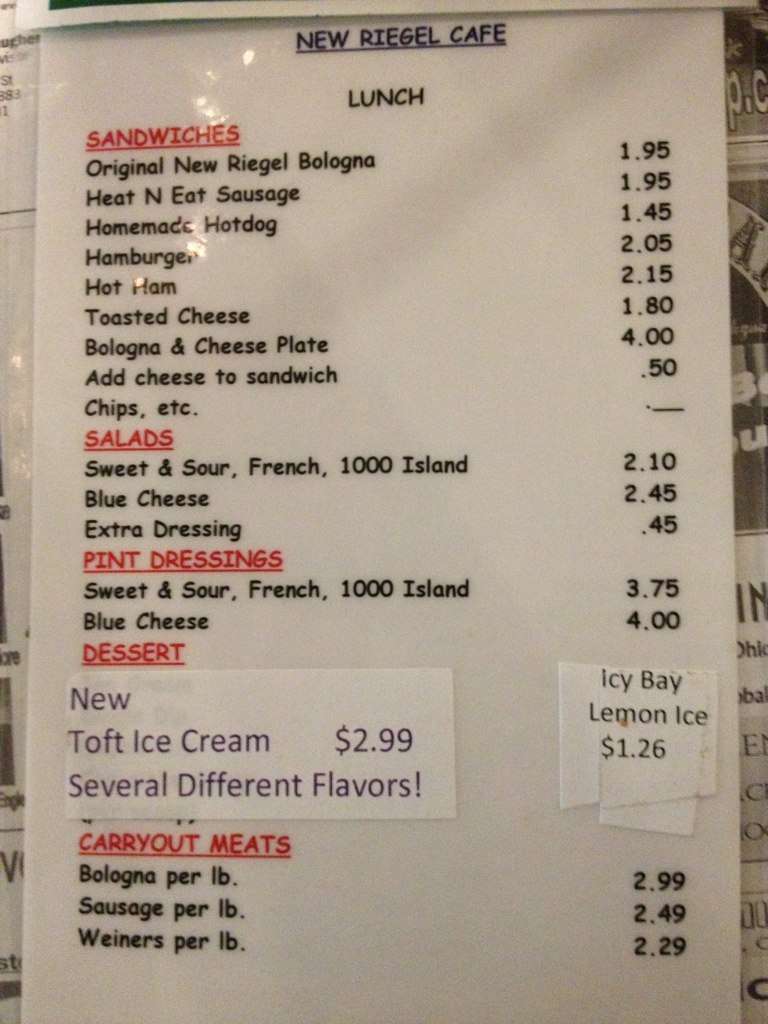 NEW RIEGEL CAFE
LUNCH
SANDWICHES
Original New Riegel Bologna 1.95
Heat N Eat Sausage 1.95
Homemade Hotdog 1.45
Hamburger 2.05
Hot Ham 2.15
Toasted Cheese 1.80
Bologna & Cheese Plate 4.00
Add cheese to sandwich .50
Chips, etc. .—
SALADS
Sweet & Sour, French, 1000 Island 2.10
Blue Cheese 2.45
Extra Dressing .45
PINT DRESSINGS
Sweet & Sour, French, 1000 Island 3.75
Blue Cheese 4.00
DESSERT
New
Toft Ice Cream $2.99
Several Different Flavors!
Icy Bay
Lemon Ice
$1.26
CARRYOUT MEATS
Bologna per lb. 2.99
Sausage per lb. 2.49
Weiners per lb. 2.29